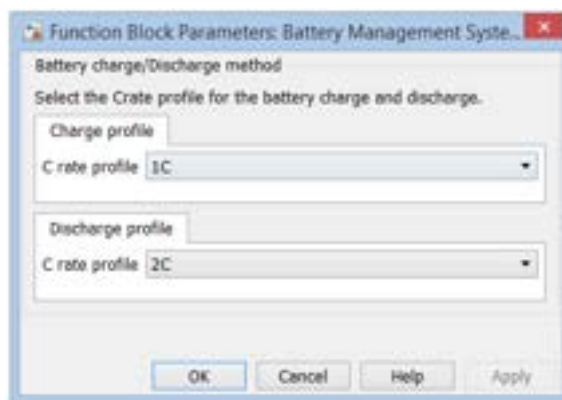 Function Block Parameters: Battery Management Syste...
Battery charge/Discharge method
Select the Crate profile for the battery charge and discharge.
Charge profile
C rate profile 1C
Discharge profile
C rate profile 2C
OK Cancel Help Apply